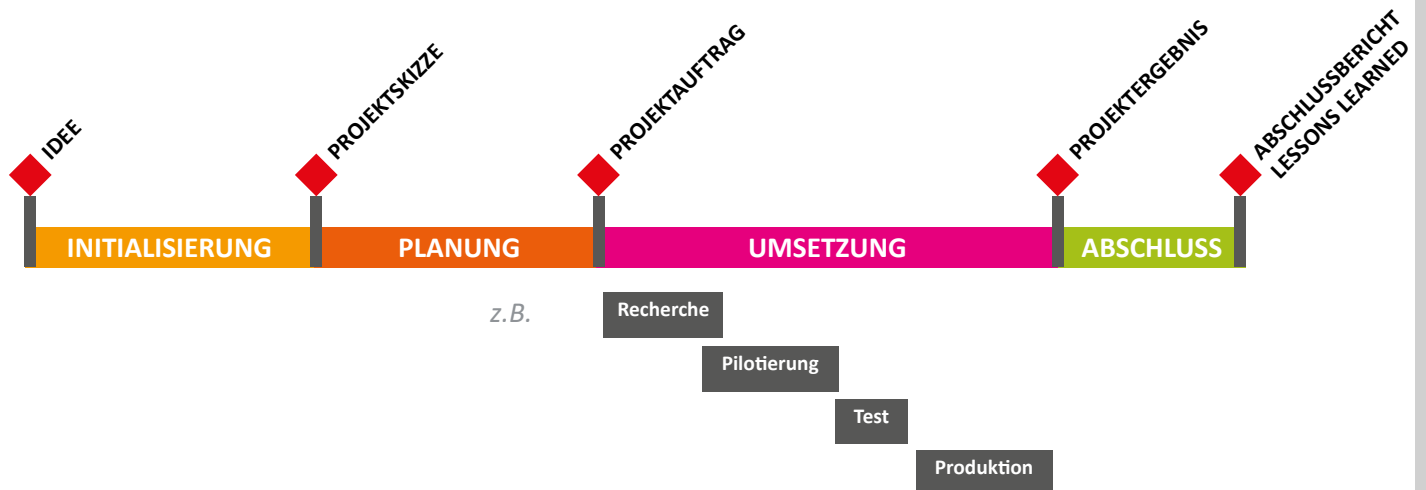 IDEE
PROJEKTSKIZZE
PROJEKTAUFTRAG
PROJEKTERGEBNIS
ABSCHLUSSBERICHT
LESSONS LEARNED
INITIALISIERUNG
PLANUNG
UMSETZUNG
ABSCHLUSS
z.B.
Recherche
Pilotierung
Test
Produktion